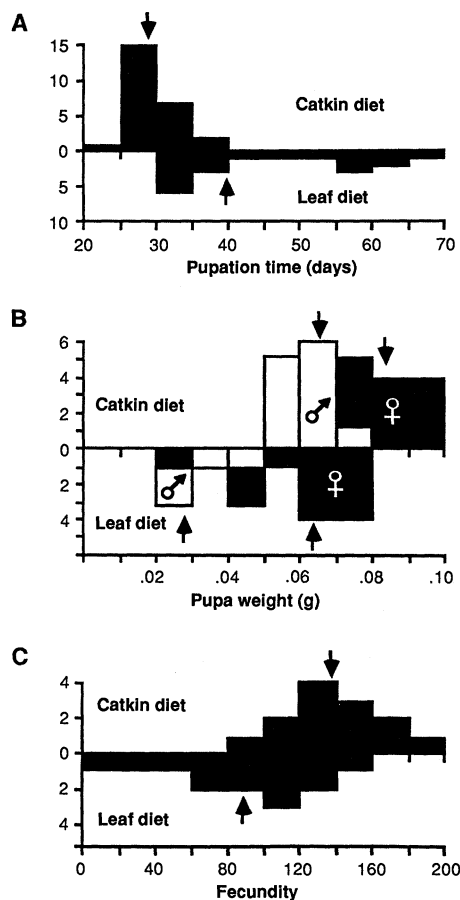 A
15
10
5
0
5
10
Catkin diet
Leaf diet
20 30 40 50 60 70
Pupation time (days)
B
6
4
2
0
2
4
Catkin diet
♂
♀
♂
♀
Leaf diet
.02 .04 .06 .08 .10
Pupa weight (g)
C
4
2
0
2
4
Catkin diet
Leaf diet
0 40 80 120 160 200
Fecundity